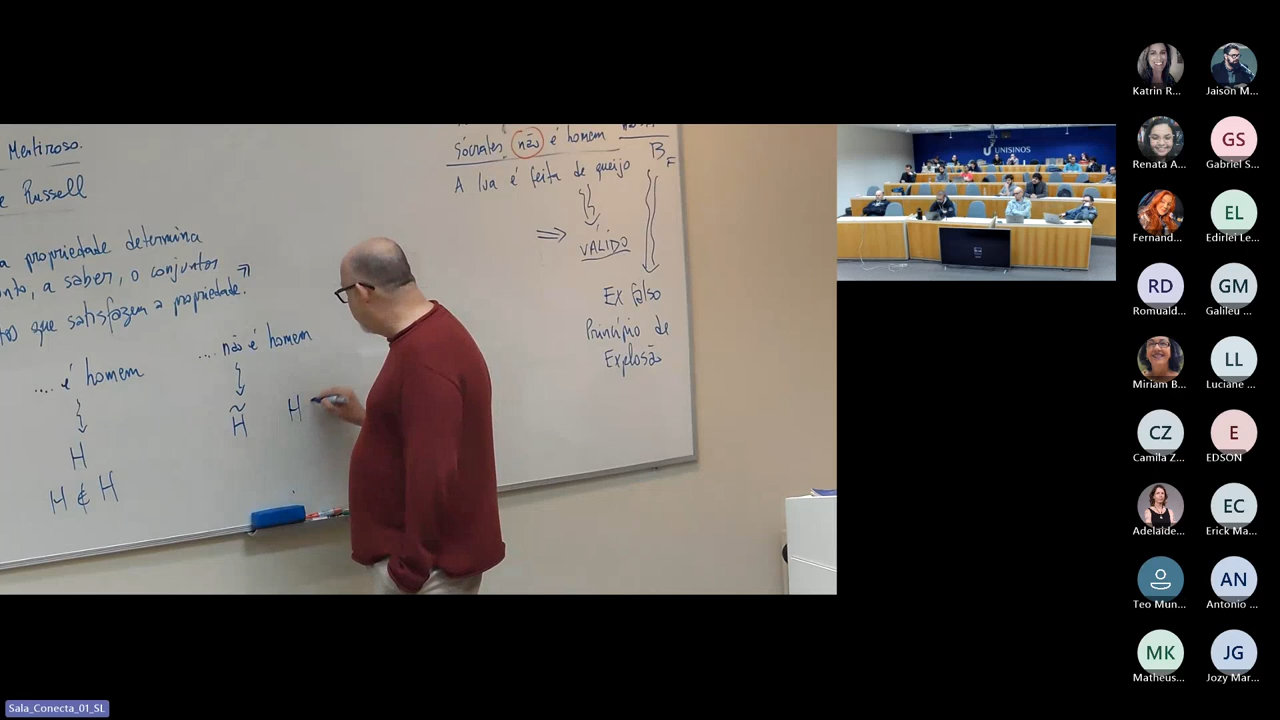 Mentiroso.
e Russell
a propriedade determina
nto, a saber, o conjuntos
que satisfazem a propriedade."
.... é homem
H
H ∉ H
.... não é homem
H̃
H
Sócrates não é homem
A lua é feita de queijo
⇒ VÁLIDO
B
F
Ex falso
Princípio de
Explosão
UNISINOS
Katrin R...
Jaison M...
Renata A...
GS
Gabriel S...
Fernand...
EL
Edirlei Le...
RD
Romuald...
GM
Galileu ...
Miriam B...
LL
Luciane ...
CZ
Camila Z...
E
EDSON
Adelaide...
EC
Erick Ma...
Teo Mun...
AN
Antonio ...
MK
Matheus...
JG
Jozy Mar...
Sala_Conecta_01_SL